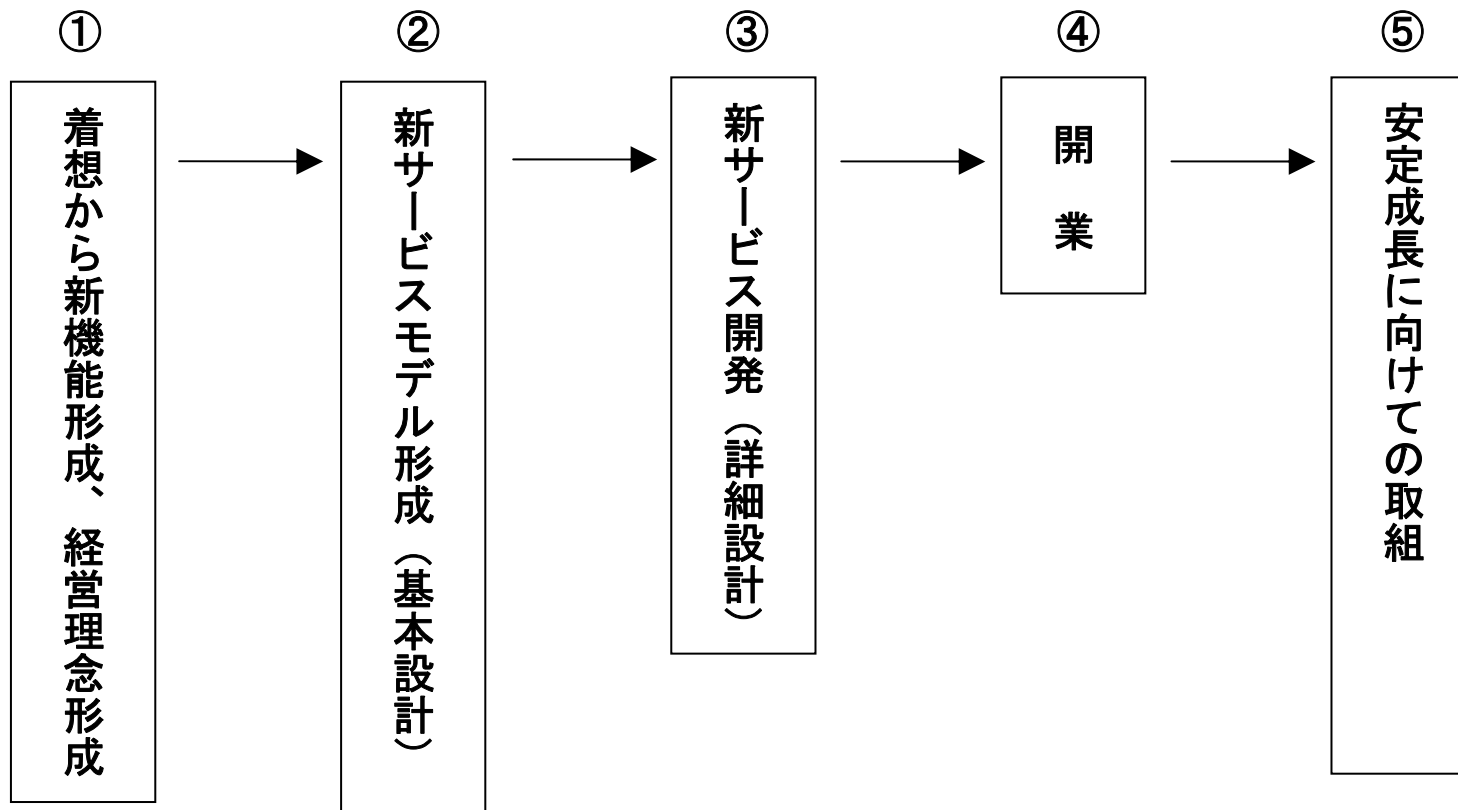 ①
着想から新機能形成、経営理念形成
②
新サービスモデル形成（基本設計）
③
新サービス開発（詳細設計）
④
開業
⑤
安定成長に向けての取組